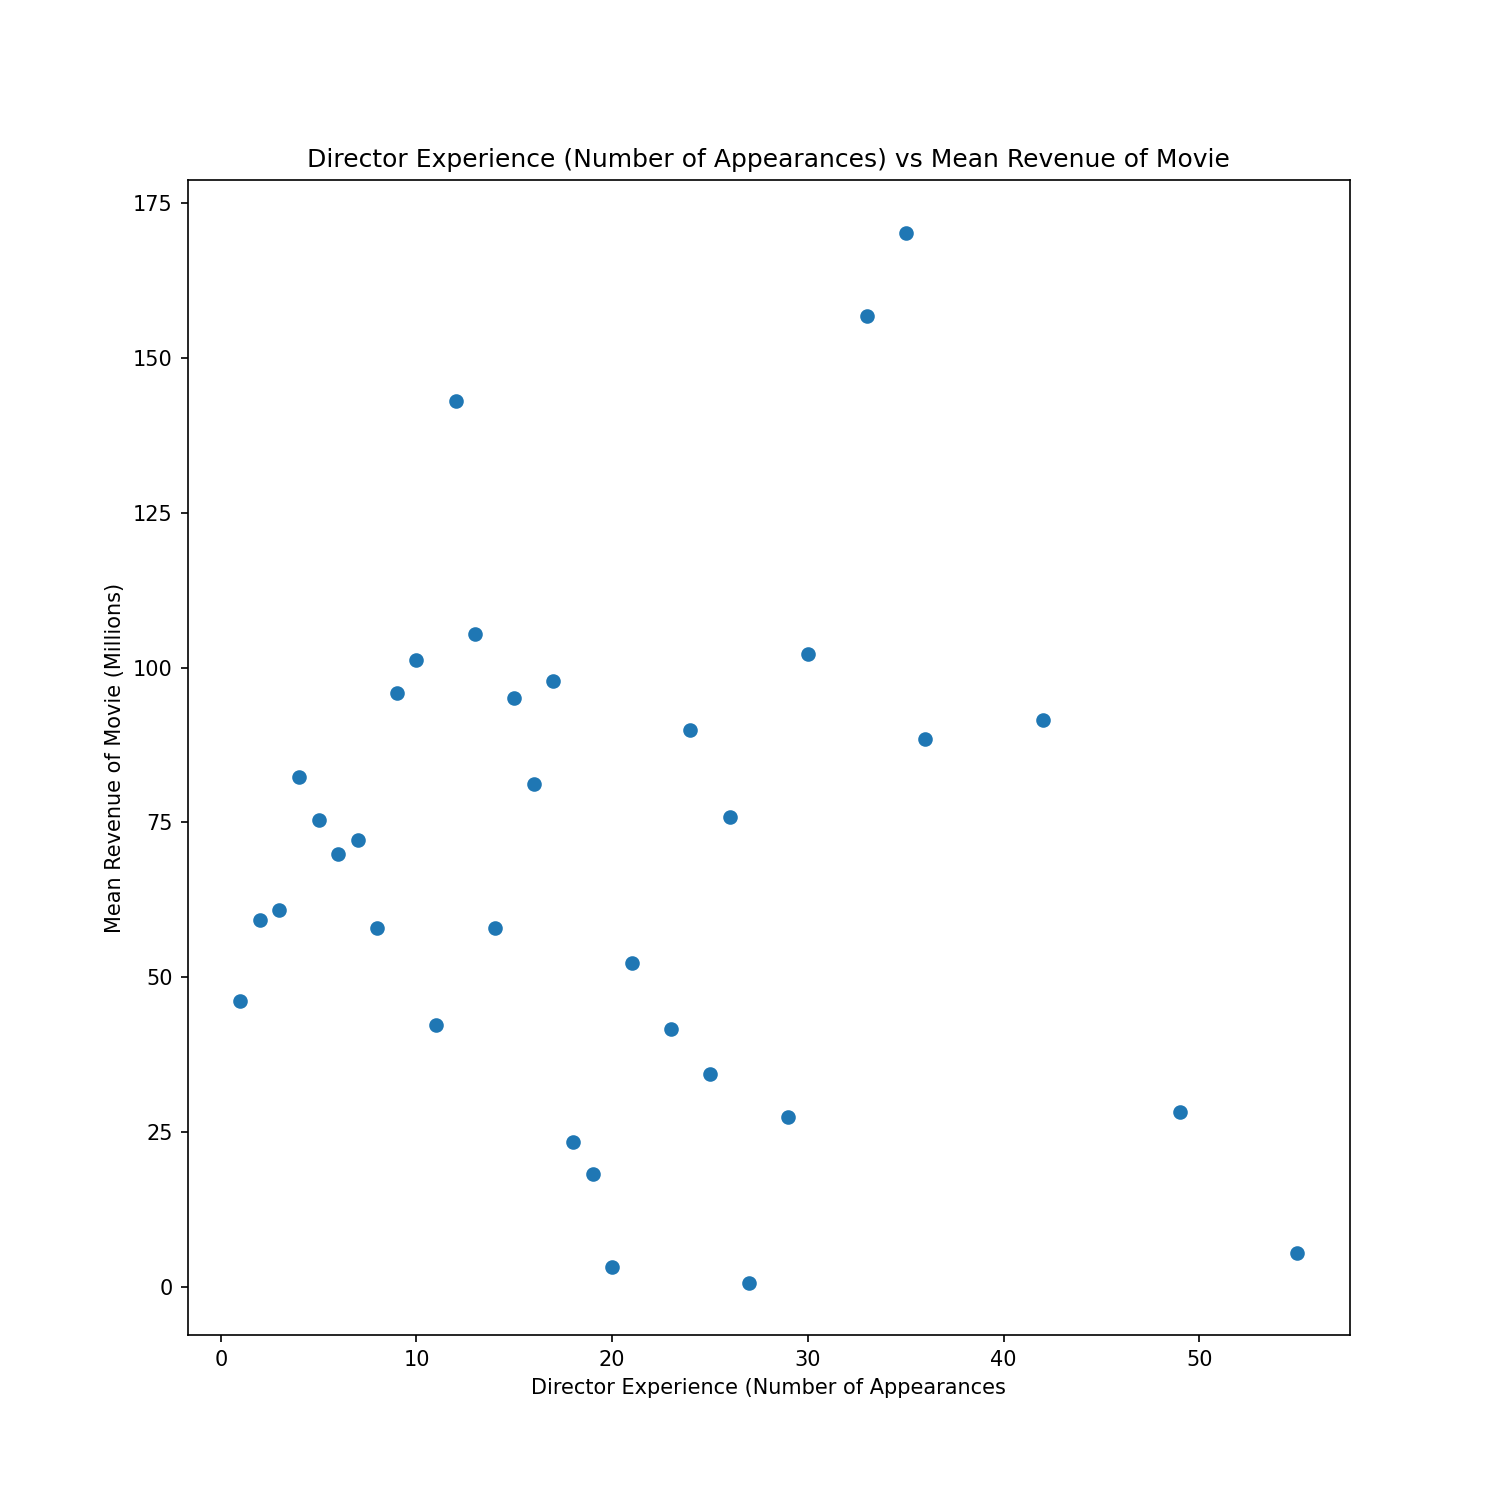 Director Experience (Number of Appearances) vs Mean Revenue of Movie
175
150
125
100
75
50
25
0
Mean Revenue of Movie (Millions)
0 10 20 30 40 50
Director Experience (Number of Appearances